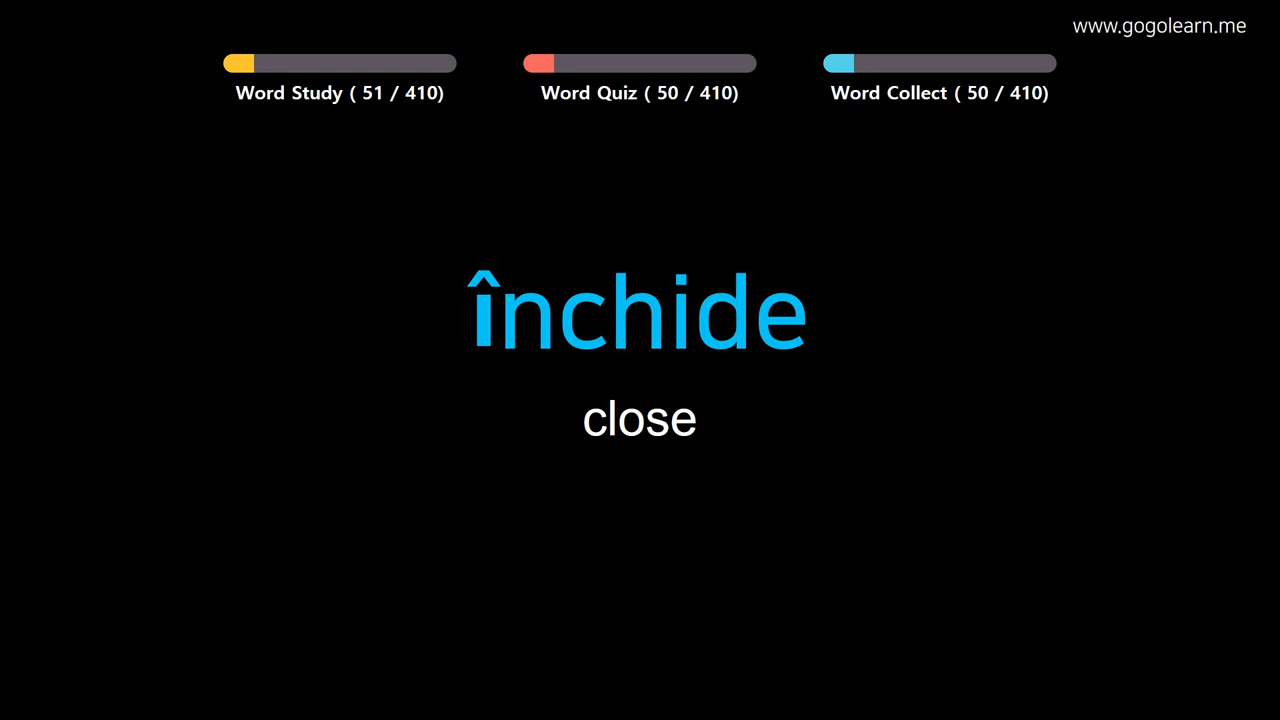 www.gogolearn.me
Word Study ( 51 / 410)
Word Quiz ( 50 / 410)
Word Collect ( 50 / 410)
închide
close